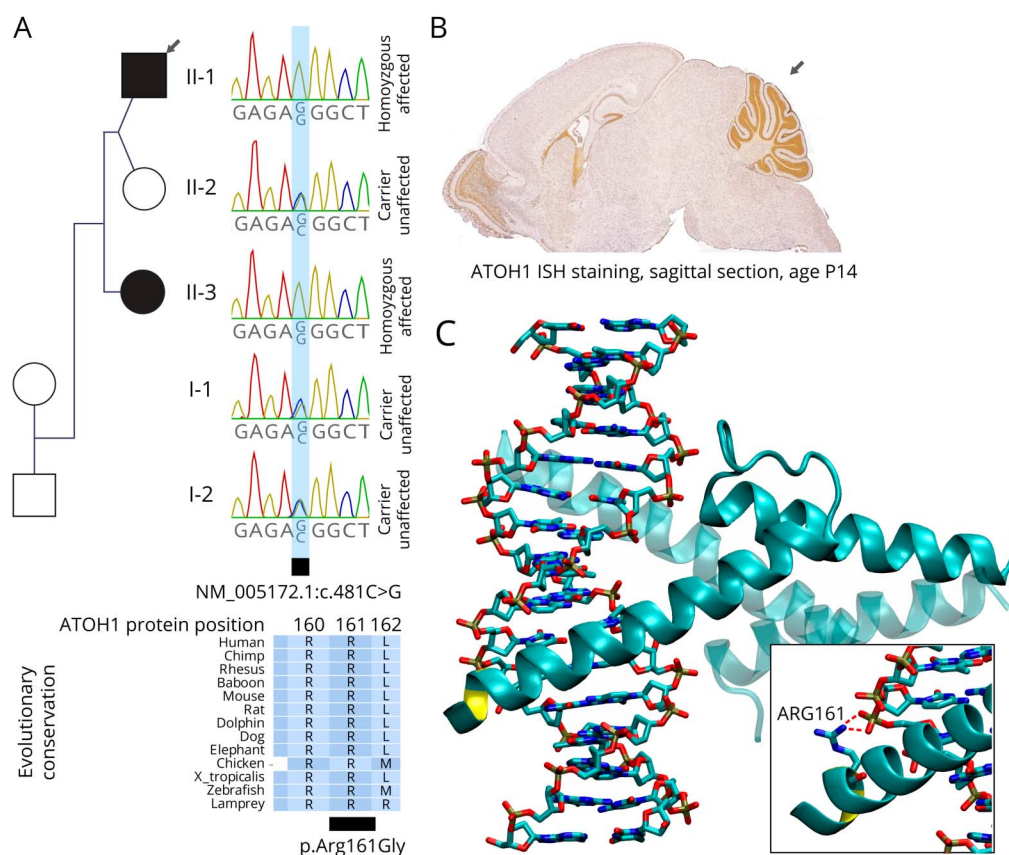 A
II-1
GAGA G/G GGCT
Homoyzgous affected
II-2
GAGA G/C GGCT
Carrier unaffected
II-3
GAGA G/G GGCT
Homoyzgous affected
I-1
GAGA G/C GGCT
Carrier unaffected
I-2
GAGA G/C GGCT
Carrier unaffected
NM_005172.1:c.481C>G
ATOH1 protein position 160 161 162
Evolutionary conservation
Human R R L
Chimp R R L
Rhesus R R L
Baboon R R L
Mouse R R L
Rat R R L
Dolphin R R L
Dog R R L
Elephant R R L
Chicken – R R M
X_tropicalis R R L
Zebrafish R R M
Lamprey R R R
p.Arg161Gly
B
ATOH1 ISH staining, sagittal section, age P14
C
ARG161